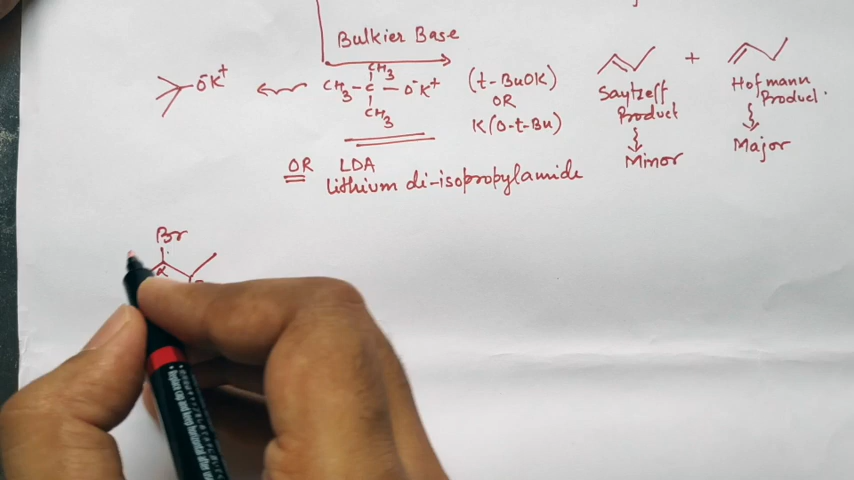 Bulkier Base
O⁻K⁺
CH₃
CH₃-C-O⁻K⁺
CH₃
(t-BuOK)
OR
K(O-t-Bu)
+
Saytzeff
Product
Minor
Hofmann
Product.
Major
OR LDA
Lithium di-isopropylamide
Br
α